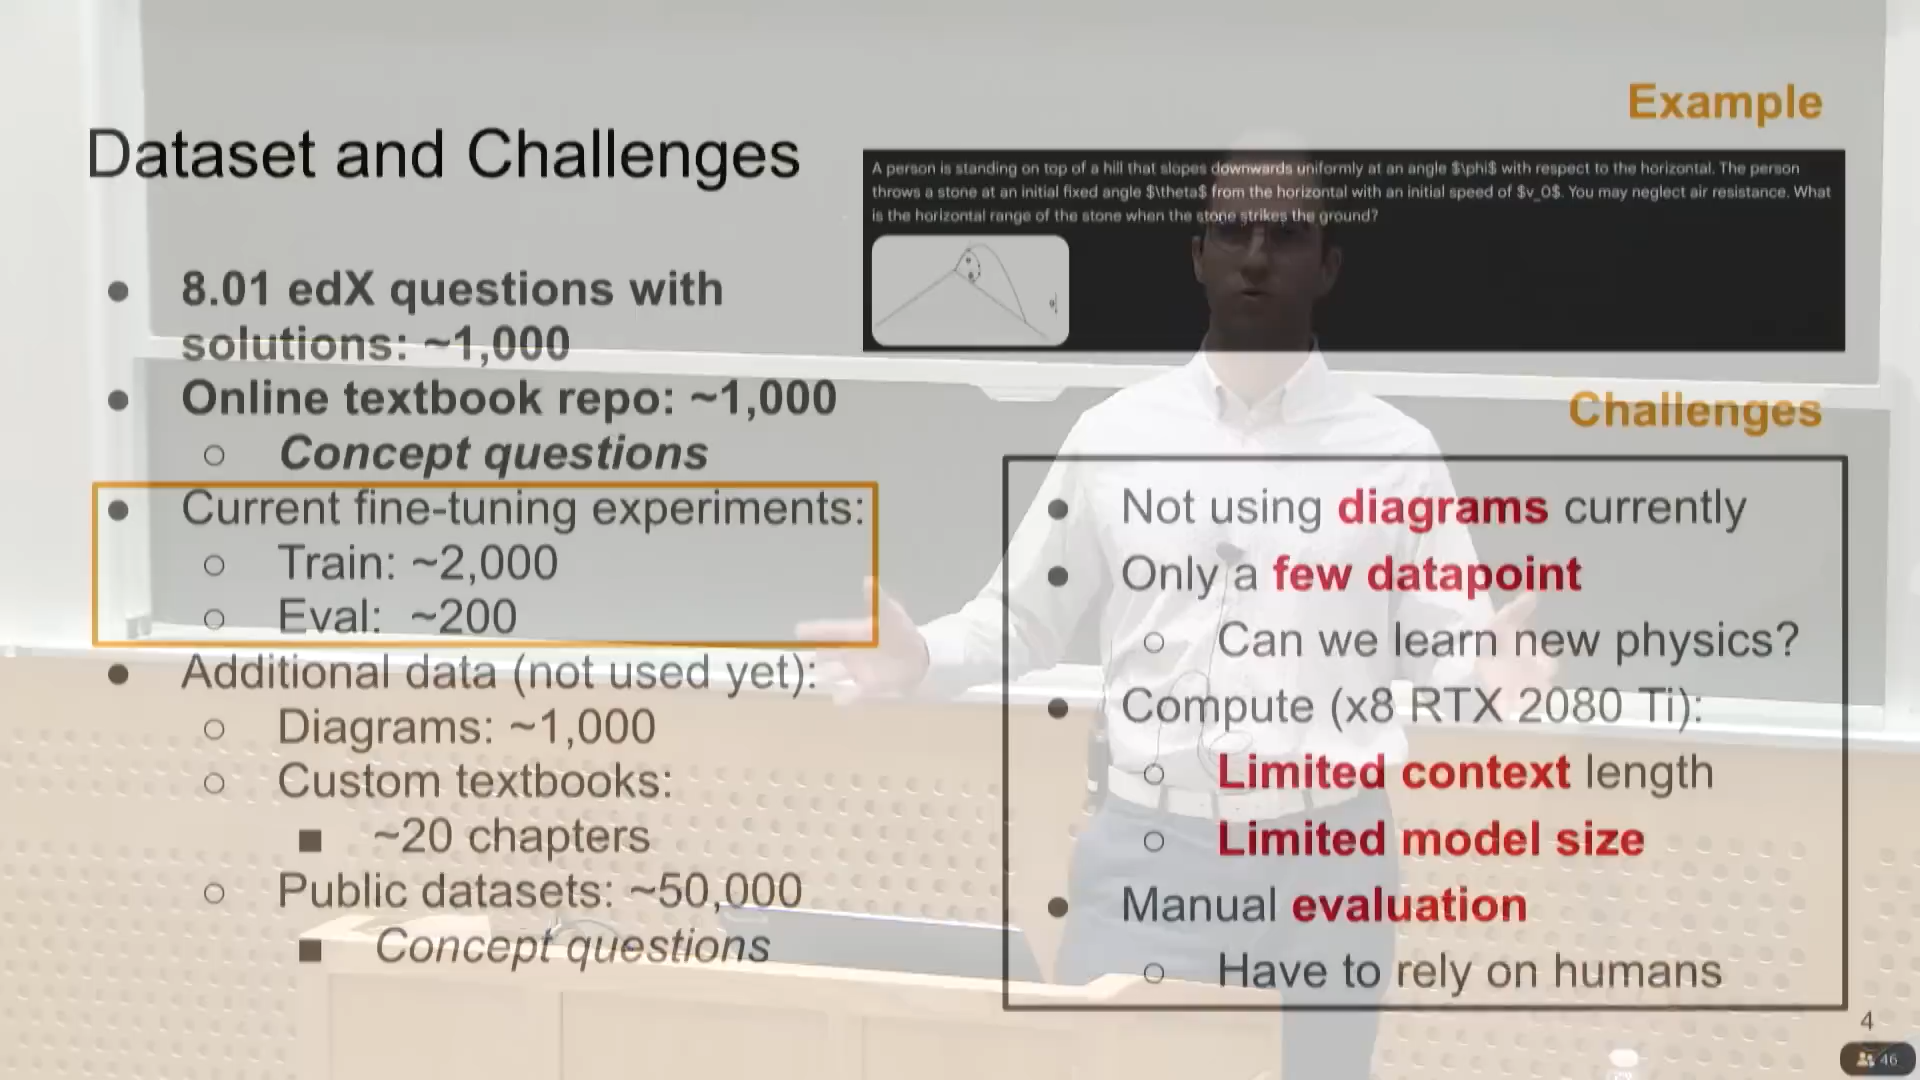 Dataset and Challenges
8.01 edX questions with
solutions: ~1,000
Online textbook repo: ~1,000
Concept questions
Current fine-tuning experiments:
Train: ~2,000
Eval: ~200
Additional data (not used yet):
Diagrams: ~1,000
Custom textbooks:
~20 chapters
Public datasets: ~50,000
Concept questions
Example
A person is standing on top of a hill that slopes downwards uniformly at an angle $\phi$ with respect to the horizontal. The person
throws a stone at an initial fixed angle $\theta$ from the horizontal with an initial speed of $v_0$. You may neglect air resistance. What
is the horizontal range of the stone when the stone strikes the ground?
Challenges
Not using diagrams currently
Only a few datapoint
Can we learn new physics?
Compute (x8 RTX 2080 Ti):
Limited context length
Limited model size
Manual evaluation
Have to rely on humans
4
46